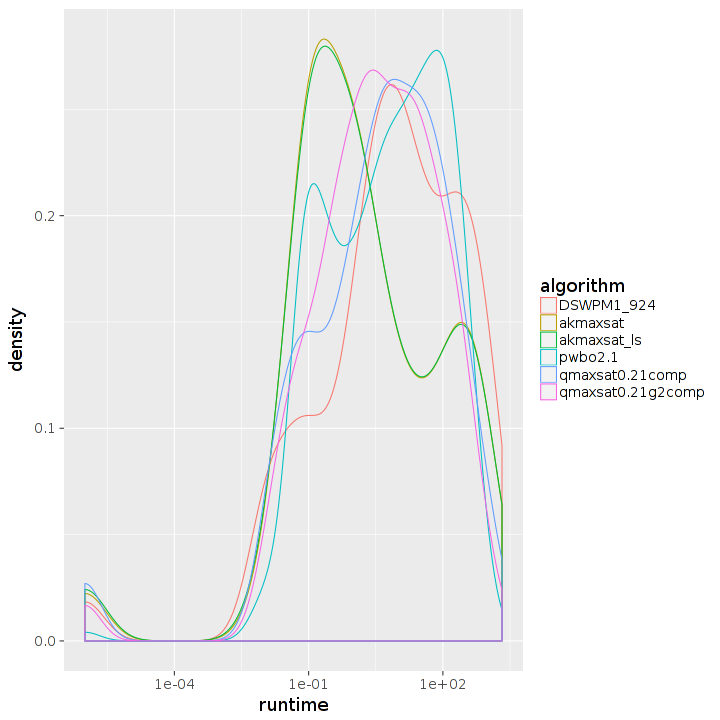 density
0.2
0.1
0.0
1e-04 1e-01 1e+02
runtime
algorithm
DSWPM1_924
akmaxsat
akmaxsat_ls
pwbo2.1
qmaxsat0.21comp
qmaxsat0.21g2comp